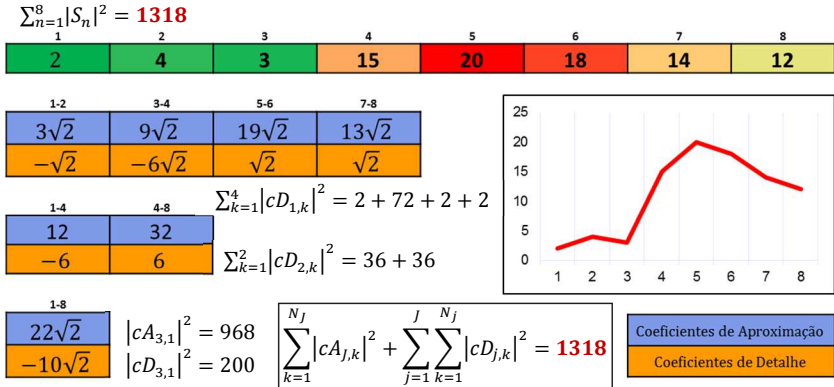 ∑_{n=1}^{8}|S_n|² = 1318
1 2 3 4 5 6 7 8
2 4 3 15 20 18 14 12
1-2 3-4 5-6 7-8
3√2 9√2 19√2 13√2
−√2 −6√2 √2 √2
∑_{k=1}^{4}|cD_{1,k}|² = 2 + 72 + 2 + 2
1-4 4-8
12 32
−6 6
∑_{k=1}^{2}|cD_{2,k}|² = 36 + 36
25
20
15
10
5
0
1 2 3 4 5 6 7 8
1-8
22√2
−10√2
|cA_{3,1}|² = 968
|cD_{3,1}|² = 200
∑_{k=1}^{N_J}|cA_{J,k}|² + ∑_{j=1}^{J}∑_{k=1}^{N_j}|cD_{j,k}|² = 1318
Coeficientes de Aproximação
Coeficientes de Detalhe